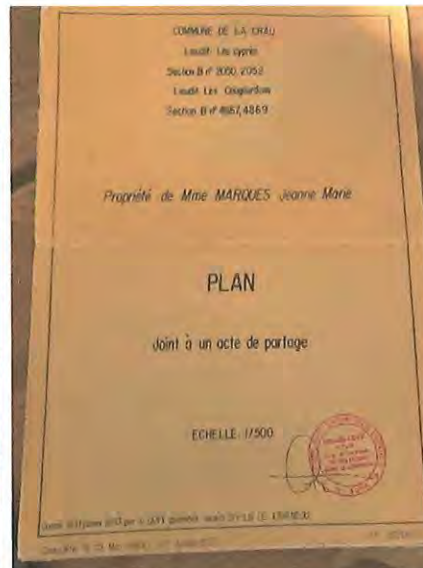 COMMUNE DE LA CRAU
Lieudit Les cyprès
Section B n° 2050, 2052
Lieudit Les Cougourdons
Section B n° 4867, 4869
Propriété de Mme MARQUES Jeanne Marie
PLAN
Joint à un acte de partage
ECHELLE 1/500